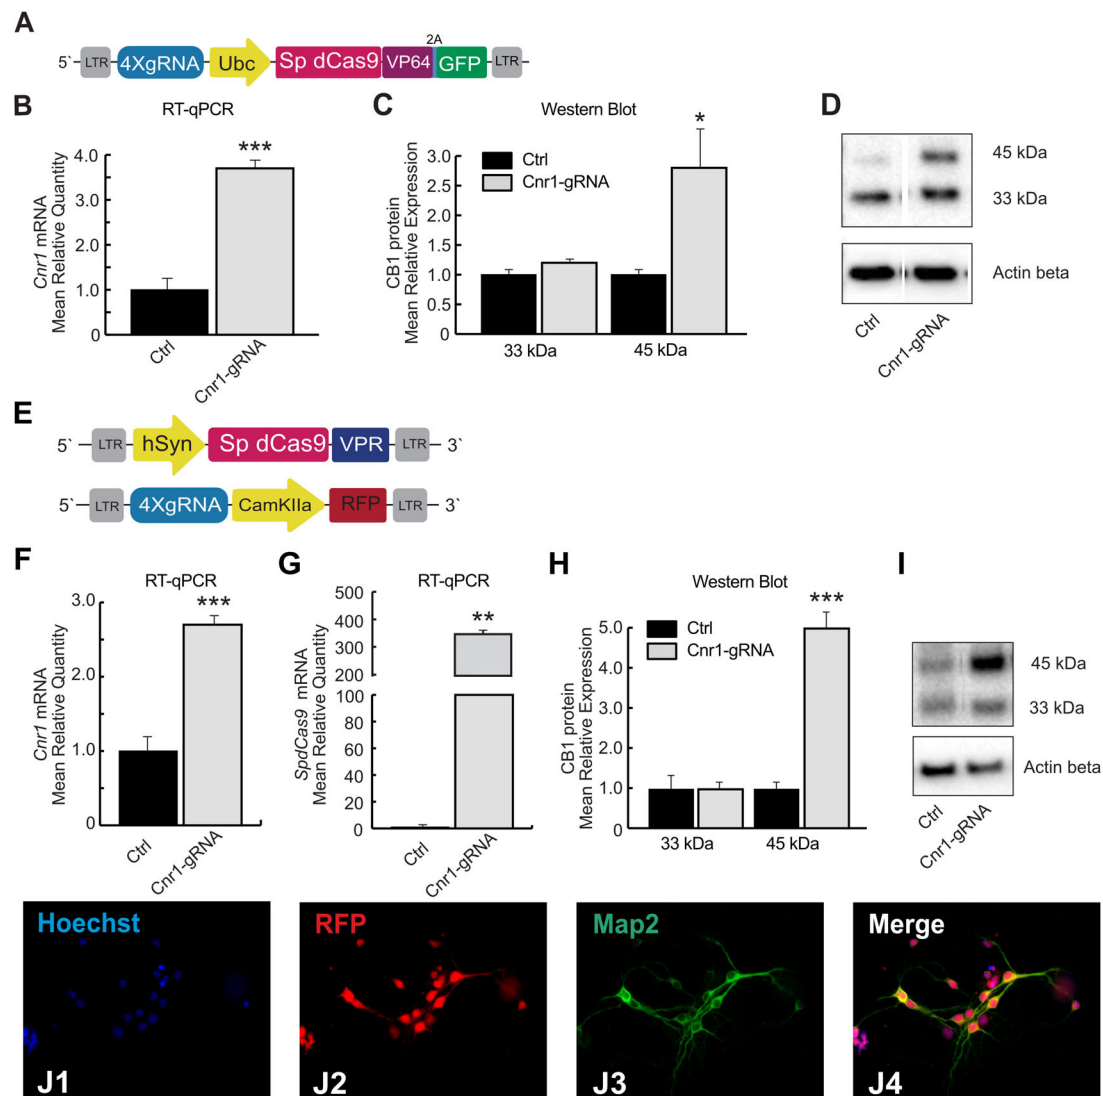 A
5` LTR 4XgRNA Ubc Sp dCas9 VP64 2A GFP LTR
B
RT-qPCR
Cnr1 mRNA
Mean Relative Quantity
4.0
3.0
2.0
1.0
0
***
Ctrl
Cnr1-gRNA
C
Western Blot
CB1 protein
Mean Relative Expression
3.0
2.5
2.0
1.5
1.0
0.5
0
Ctrl
Cnr1-gRNA
*
33 kDa
45 kDa
D
45 kDa
33 kDa
Actin beta
Ctrl
Cnr1-gRNA
E
5` LTR hSyn Sp dCas9 VPR LTR 3`
5` LTR 4XgRNA CamKIIa RFP LTR 3`
F
RT-qPCR
Cnr1 mRNA
Mean Relative Quantity
3.0
2.0
1.0
0
***
Ctrl
Cnr1-gRNA
G
RT-qPCR
SpdCas9 mRNA
Mean Relative Quantity
500
400
300
200
100
80
60
40
20
0
**
Ctrl
Cnr1-gRNA
H
Western Blot
CB1 protein
Mean Relative Expression
5.0
4.0
3.0
2.0
1.0
0
Ctrl
Cnr1-gRNA
***
33 kDa
45 kDa
I
45 kDa
33 kDa
Actin beta
Ctrl
Cnr1-gRNA
Hoechst
J1
RFP
J2
Map2
J3
Merge
J4